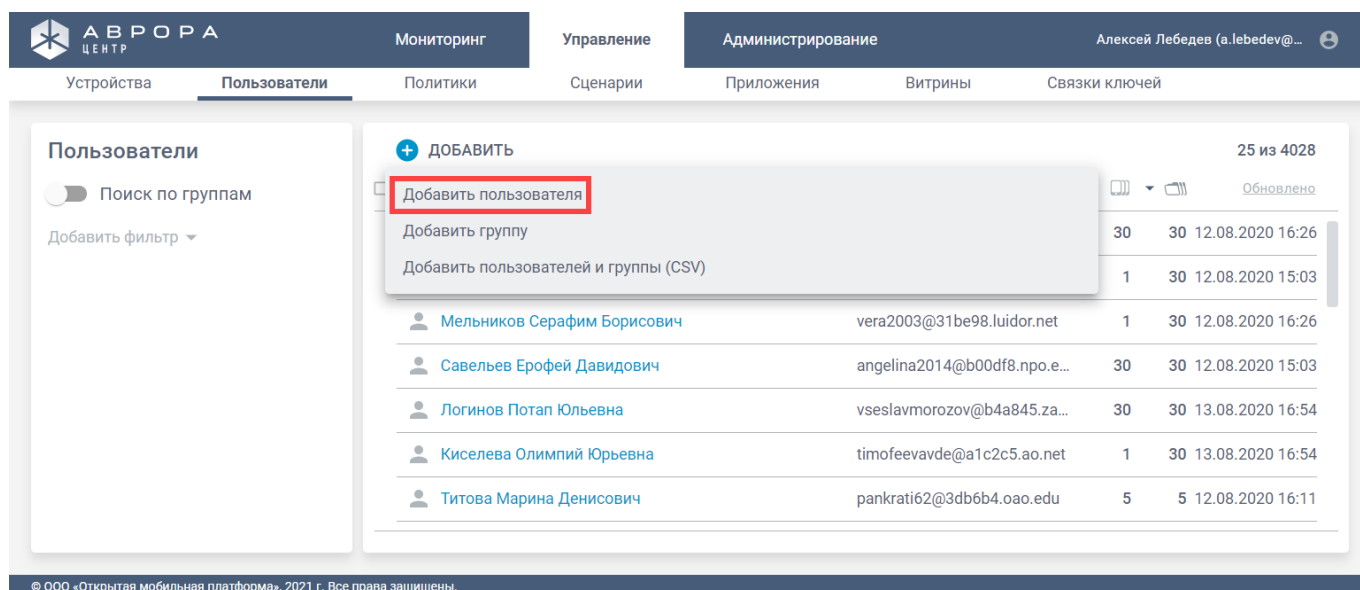 АВРОРА
ЦЕНТР
Мониторинг Управление Администрирование Алексей Лебедев (a.lebedev@...
Устройства Пользователи Политики Сценарии Приложения Витрины Связки ключей
Пользователи
Поиск по группам
Добавить фильтр
ДОБАВИТЬ 25 из 4028
Добавить пользователя
Добавить группу
Добавить пользователей и группы (CSV)
Обновлено
30 30 12.08.2020 16:26
1 30 12.08.2020 15:03
Мельников Серафим Борисович vera2003@31be98.luidor.net 1 30 12.08.2020 16:26
Савельев Ерофей Давидович angelina2014@b00df8.npo.e... 30 30 12.08.2020 15:03
Логинов Потап Юльевна vseslavmorozov@b4a845.za... 30 30 13.08.2020 16:54
Киселева Олимпий Юрьевна timofeevavde@a1c2c5.ao.net 1 30 13.08.2020 16:54
Титова Марина Денисович pankrati62@3db6b4.oao.edu 5 5 12.08.2020 16:11
© ООО «Открытая мобильная платформа», 2021 г. Все права защищены.